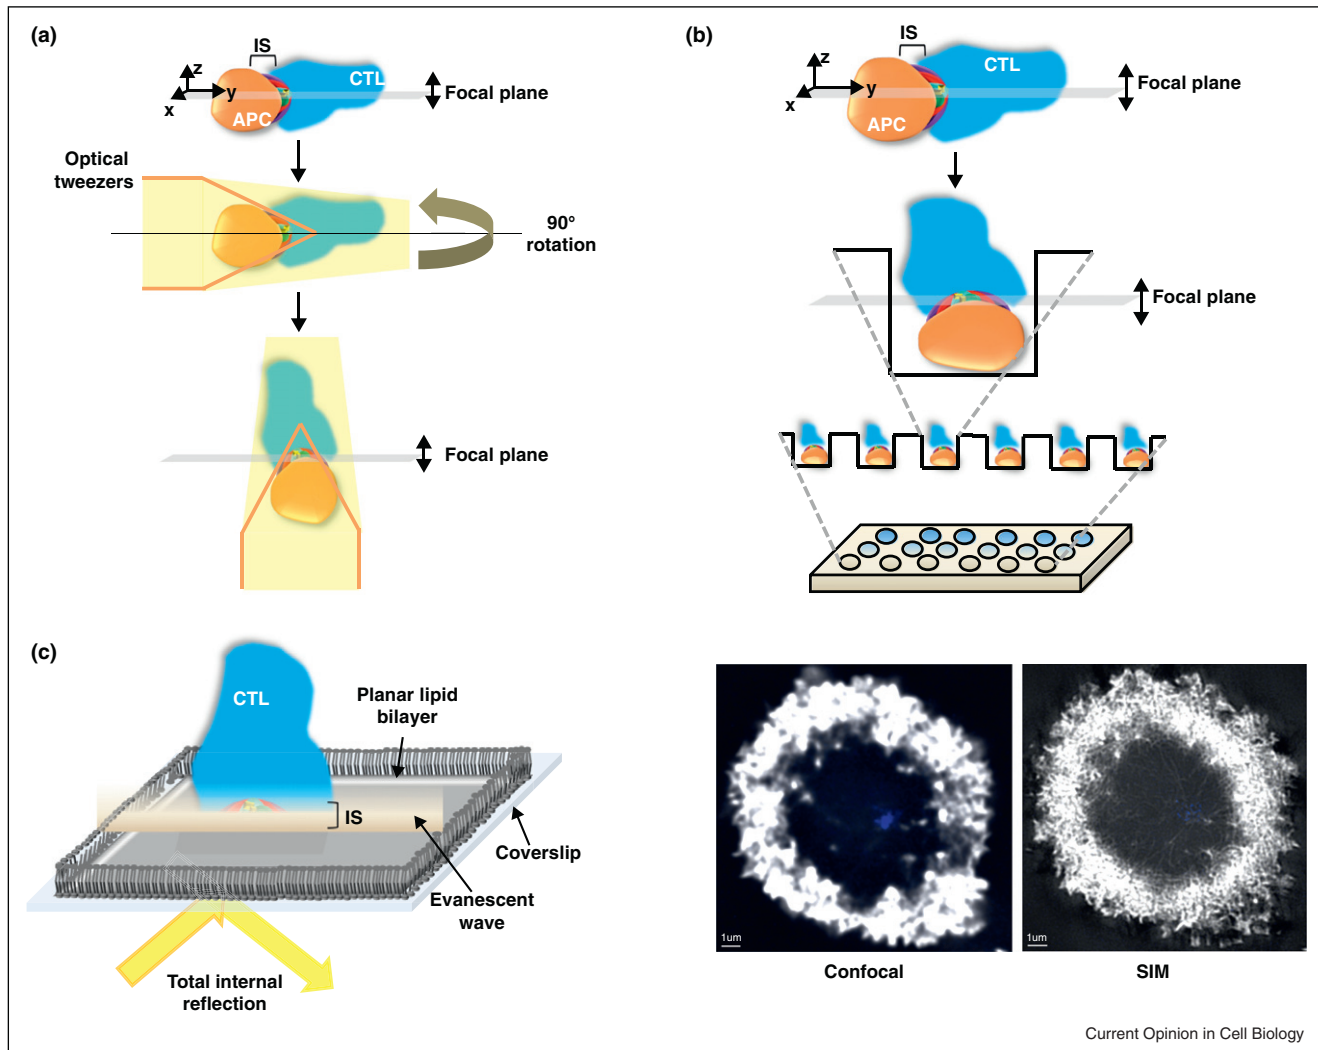 (a)
IS
CTL
z
y
x
APC
Focal plane
Optical
tweezers
90°
rotation
Focal plane
(b)
IS
CTL
z
y
x
APC
Focal plane
Focal plane
(c)
CTL
Planar lipid
bilayer
IS
Coverslip
Evanescent
wave
Total internal
reflection
1um
1um
Confocal
SIM
Current Opinion in Cell Biology